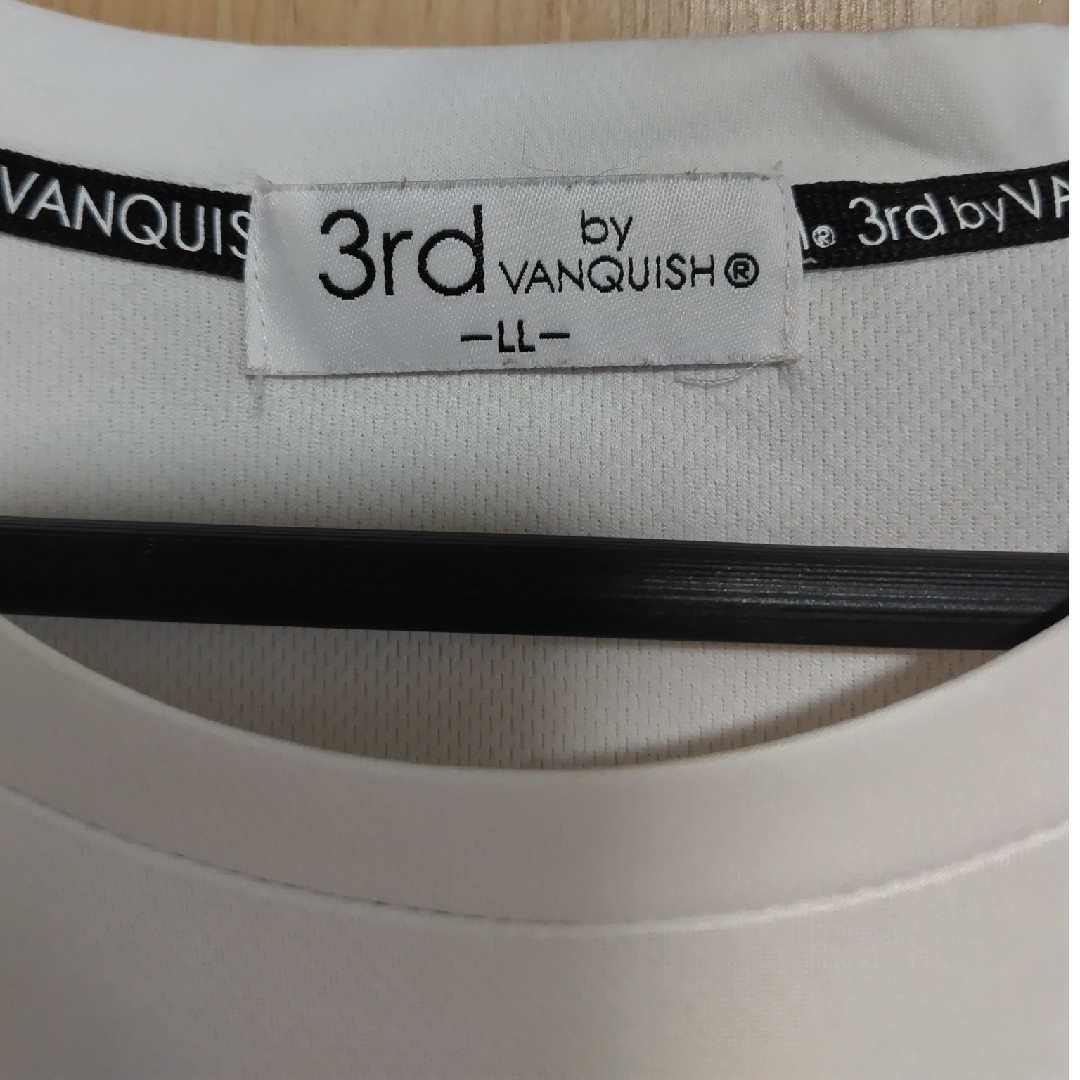 VANQUIS
3rd by
VANQUISH®
-LL-
® 3rd by VA